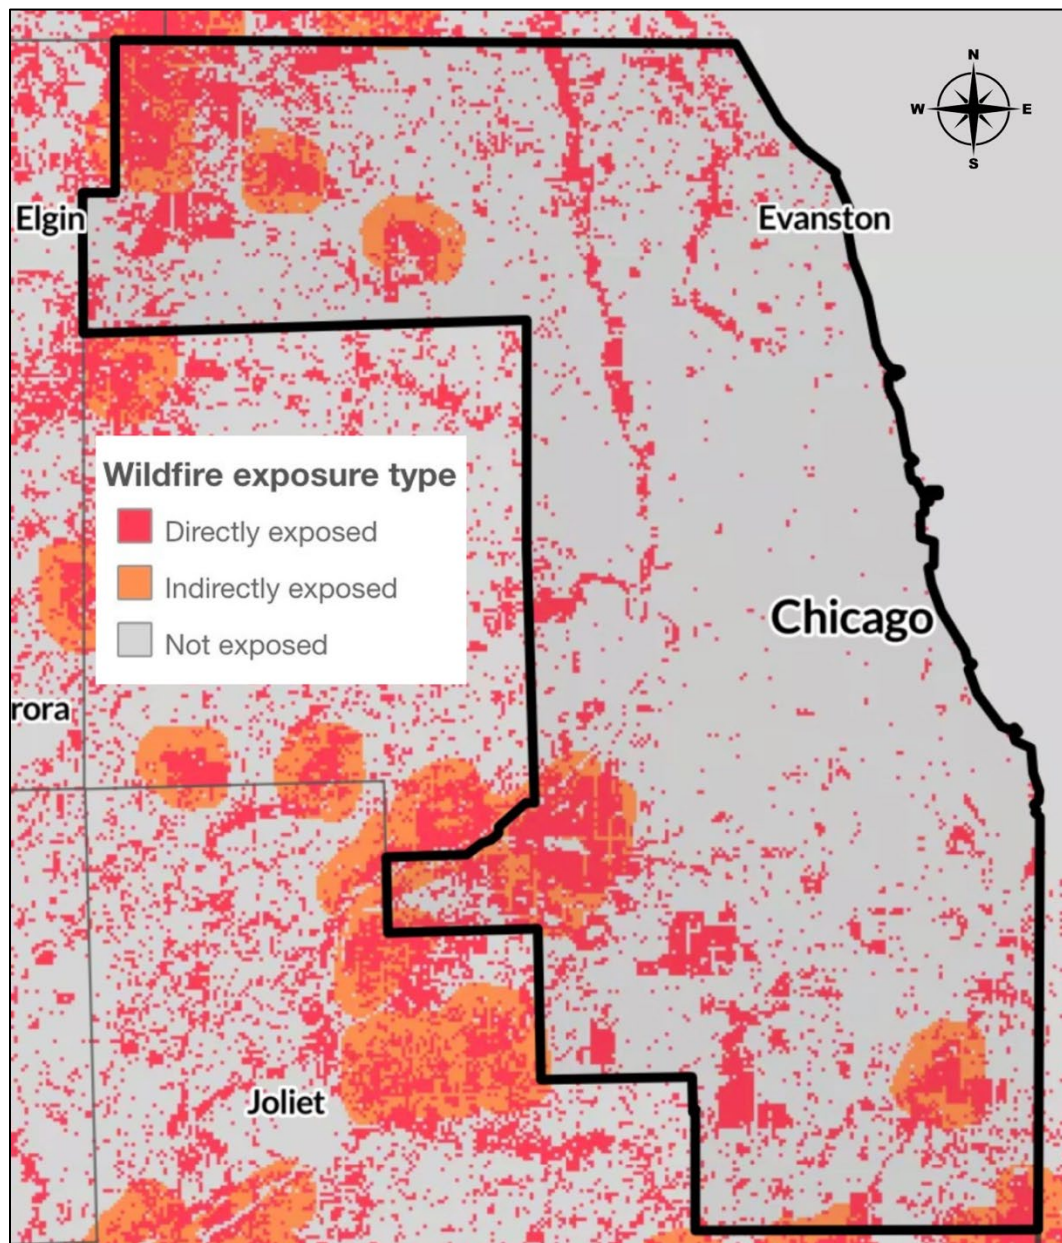 N
W
E
S
Elgin
Evanston
Wildfire exposure type
Directly exposed
Indirectly exposed
Not exposed
Chicago
rora
Joliet